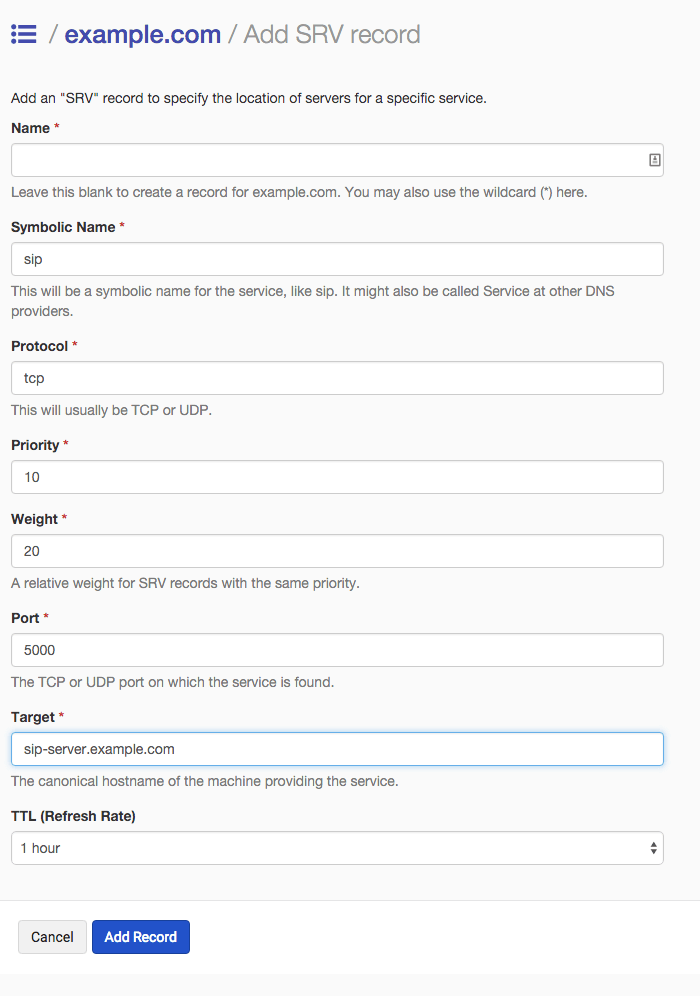 / example.com / Add SRV record
Add an "SRV" record to specify the location of servers for a specific service.
Name *
Leave this blank to create a record for example.com. You may also use the wildcard (*) here.
Symbolic Name *
sip
This will be a symbolic name for the service, like sip. It might also be called Service at other DNS
providers.
Protocol *
tcp
This will usually be TCP or UDP.
Priority *
10
Weight *
20
A relative weight for SRV records with the same priority.
Port *
5000
The TCP or UDP port on which the service is found.
Target *
sip-server.example.com
The canonical hostname of the machine providing the service.
TTL (Refresh Rate)
1 hour
Cancel Add Record